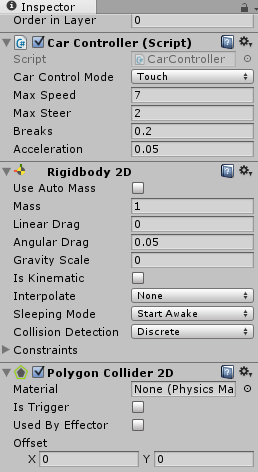 Inspector
Order in Layer 0
Car Controller (Script)
Script CarController
Car Control Mode Touch
Max Speed 7
Max Steer 2
Breaks 0.2
Acceleration 0.05
Rigidbody 2D
Use Auto Mass
Mass 1
Linear Drag 0
Angular Drag 0.05
Gravity Scale 0
Is Kinematic
Interpolate None
Sleeping Mode Start Awake
Collision Detection Discrete
Constraints
Polygon Collider 2D
Material None (Physics Ma
Is Trigger
Used By Effector
Offset
X 0 Y 0